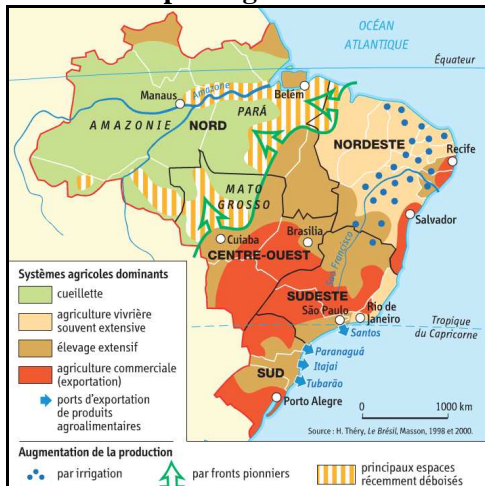 OCÉAN
ATLANTIQUE
Équateur
Manaus
Amazone
Belém
PARÁ
AMAZONIE
NORD
NORDESTE
Recife
MATO
GROSSO
Salvador
Cuiaba
Brasilia
CENTRE-OUEST
São Francisco
SUDESTE
São Paulo
Rio de
Janeiro
Santos
Tropique
du Capricorne
Paranaguá
Itajai
Tubarão
SUD
Porto Alegre
Systèmes agricoles dominants
cueillette
agriculture vivrière
souvent extensive
élevage extensif
agriculture commerciale
(exportation)
ports d'exportation
de produits
agroalimentaires
0 1000 km
Source : H. Théry, Le Brésil, Masson, 1998 et 2000.
Augmentation de la production
par irrigation
par fronts pionniers
principaux espaces
récemment déboisés